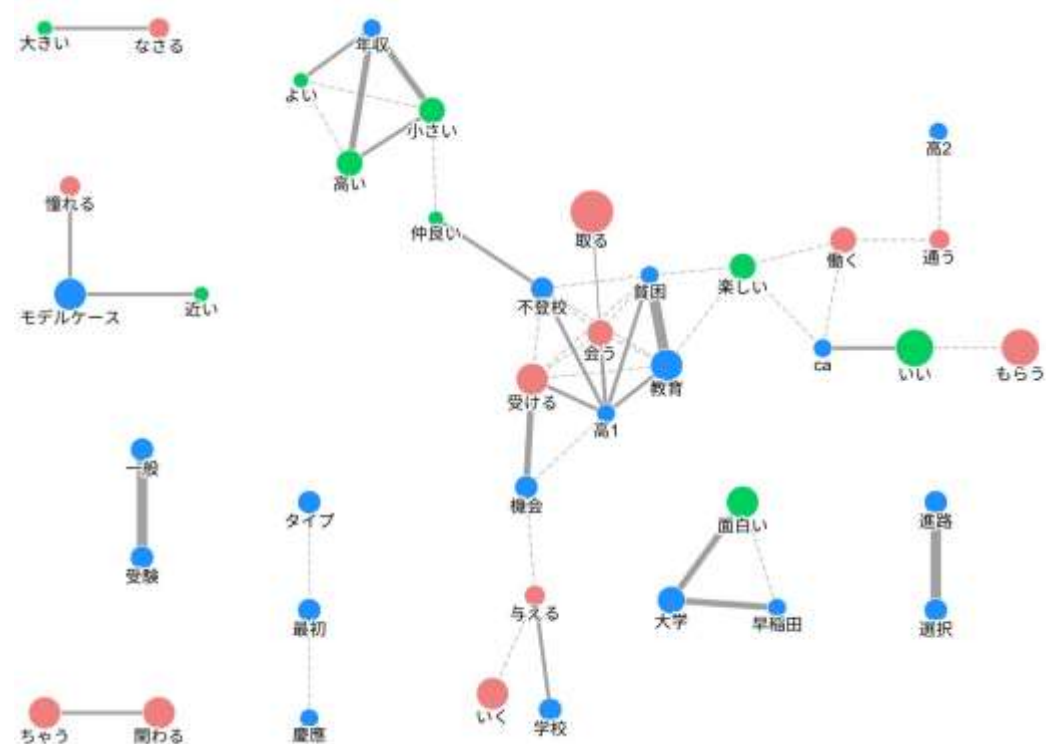 大きい
なさる
年収
よい
小さい
高い
高2
憧れる
仲良い
取る
働く
通う
モデルケース
近い
不登校
貧困
楽しい
会う
教育
ca
いい
もらう
受ける
高1
一般
機会
タイプ
面白い
進路
受験
与える
最初
大学
早稲田
選択
ちゃう
関わる
慶應
いく
学校